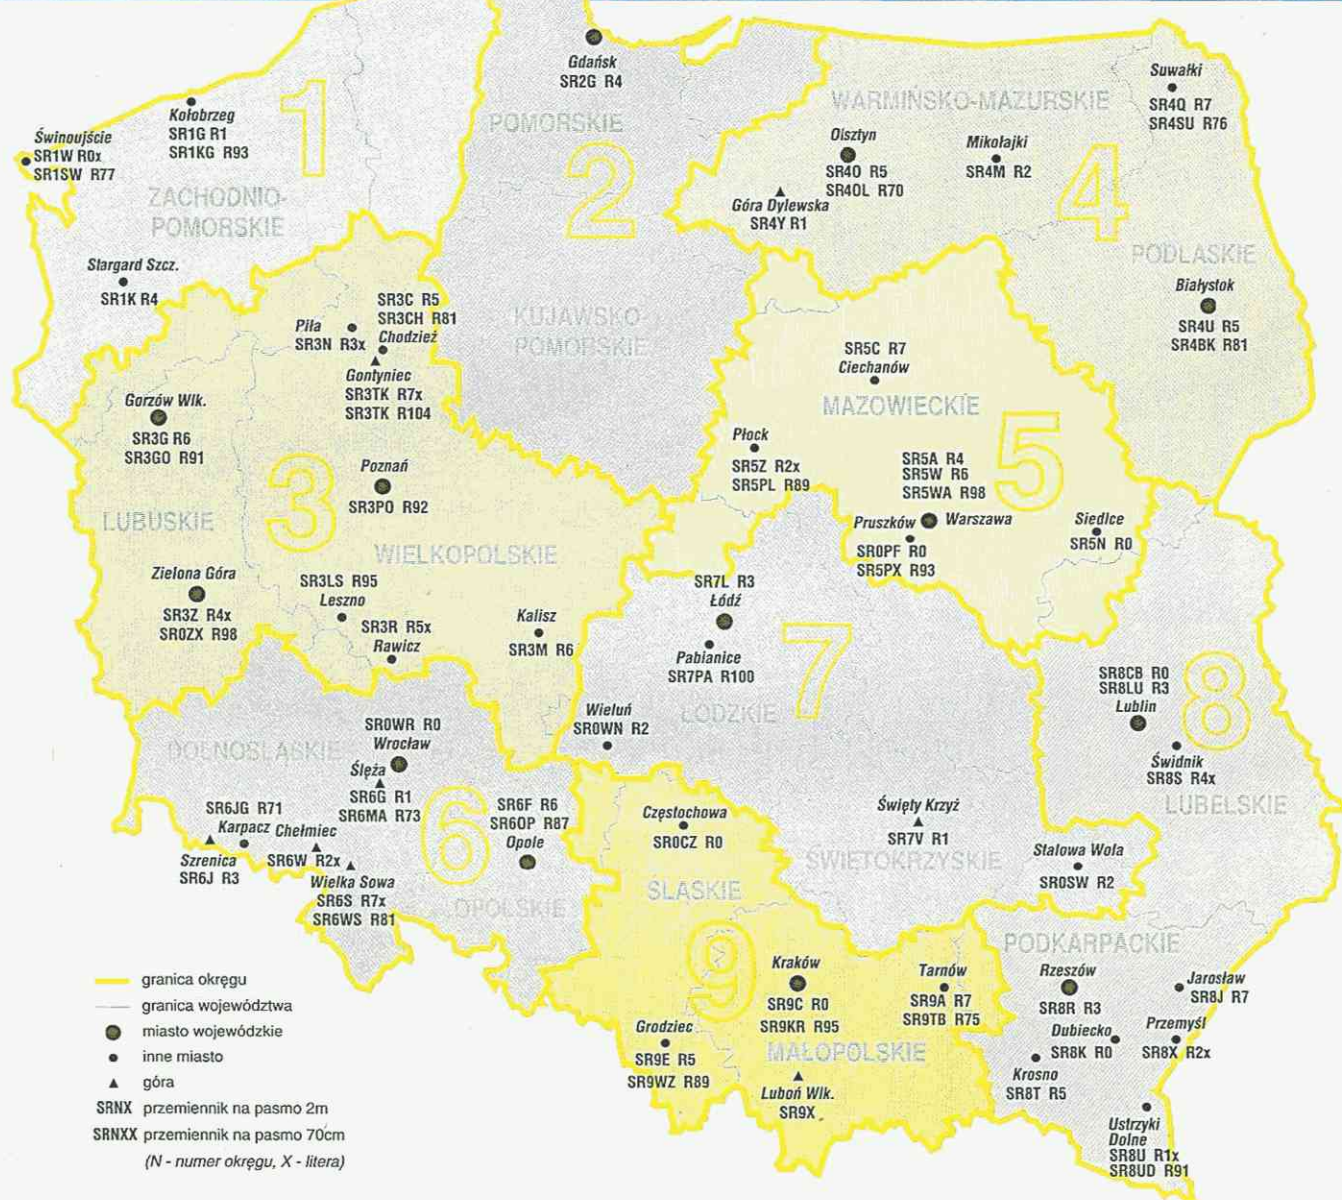 Gdańsk
SR2G R4
Kołobrzeg
SR1G R1
SR1KG R93
Świnoujście
SR1W R0x
SR1SW R77
1
ZACHODNIO-
POMORSKIE
Stargard Szcz.
SR1K R4
POMORSKIE
2
KUJAWSKO-
POMORSKIE
WARMIŃSKO-MAZURSKIE
Suwałki
SR4Q R7
SR4SU R76
Olsztyn
SR4O R5
SR4OL R70
Mikołajki
SR4M R2
Góra Dylewska
SR4Y R1
4
PODLASKIE
Białystok
SR4U R5
SR4BK R81
SR3C R5
SR3CH R81
Chodzież
Piła
SR3N R3x
Gontyniec
SR3TK R7x
SR3TK R104
Gorzów Wlk.
SR3G R6
SR3GO R91
3
Poznań
SR3PO R92
LUBUSKIE
WIELKOPOLSKIE
Zielona Góra
SR3Z R4x
SR0ZX R98
SR3LS R95
Leszno
SR3R R5x
Rawicz
Kalisz
SR3M R6
SR5C R7
Ciechanów
MAZOWIECKIE
5
Płock
SR5Z R2x
SR5PL R89
SR5A R4
SR5W R6
SR5WA R98
Warszawa
Pruszków
SR0PF R0
SR5PX R93
Siedlce
SR5N R0
SR7L R3
Łódź
Pabianice
SR7PA R100
7
ŁÓDZKIE
Wieluń
SR0WN R2
Święty Krzyż
SR7V R1
ŚWIĘTOKRZYSKIE
SR8CB R0
SR8LU R3
Lublin
8
Świdnik
SR8S R4x
LUBELSKIE
Stalowa Wola
SR0SW R2
DOLNOŚLĄSKIE
SR0WR R0
Wrocław
Ślęża
SR6G R1
SR6MA R73
SR6JG R71
Karpacz
Szrenica
SR6J R3
Chełmiec
SR6W R2x
Wielka Sowa
SR6S R7x
SR6WS R81
6
SR6F R6
SR6OP R87
Opole
OPOLSKIE
Częstochowa
SR0CZ R0
ŚLĄSKIE
9
Kraków
SR9C R0
SR9KR R95
Tarnów
SR9A R7
SR9TB R75
Grodziec
SR9E R5
SR9WZ R89
MAŁOPOLSKIE
Luboń Wlk.
SR9X
PODKARPACKIE
Rzeszów
SR8R R3
Jarosław
SR8J R7
Dubiecko
SR8K R0
Przemyśl
SR8X R2x
Krosno
SR8T R5
Ustrzyki
Dolne
SR8U R1x
SR8UD R91
granica okręgu
granica województwa
miasto wojewódzkie
inne miasto
góra
SRNX przemiennik na pasmo 2m
SRNXX przemiennik na pasmo 70cm
(N - numer okręgu, X - litera)